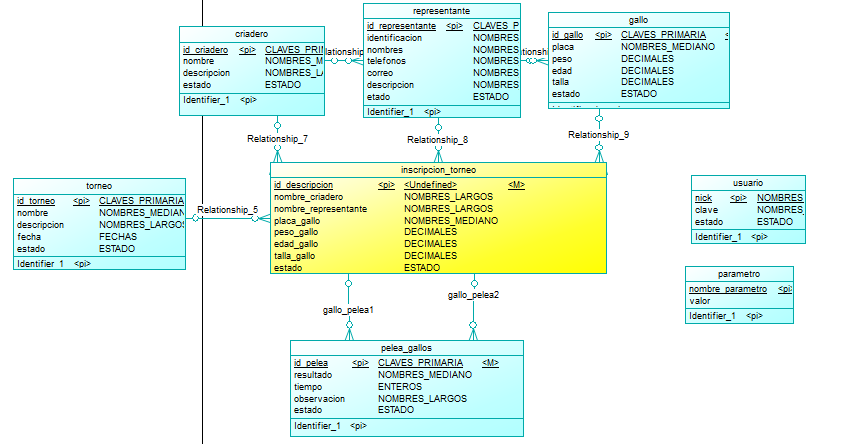 criadero
id_criadero <pi> CLAVES_PRI
nombre NOMBRES_M
descripcion NOMBRES_LA
estado ESTADO
Identifier_1 <pi>
representante
id_representante <pi> CLAVES_P
identificacion NOMBRES
nombres NOMBRES
telefonos NOMBRES
correo NOMBRES
descripcion NOMBRES
etado ESTADO
Identifier_1 <pi>
gallo
id_gallo <pi> CLAVES_PRIMARIA
placa NOMBRES_MEDIANO
peso DECIMALES
edad DECIMALES
talla DECIMALES
estado ESTADO
Relationship_7
Relationship_8
Relationship_9
torneo
id_torneo <pi> CLAVES_PRIMARIA
nombre NOMBRES_MEDIAN
descripcion NOMBRES_LARGOS
fecha FECHAS
estado ESTADO
Identifier_1 <pi>
Relationship_5
inscripcion_torneo
id_descripcion <pi> <Undefined> <M>
nombre_criadero NOMBRES_LARGOS
nombre_representante NOMBRES_LARGOS
placa_gallo NOMBRES_MEDIANO
peso_gallo DECIMALES
edad_gallo DECIMALES
talla_gallo DECIMALES
estado ESTADO
usuario
nick <pi> NOMBRES
clave NOMBRES_
estado ESTADO
Identifier_1 <pi>
parametro
nombre_parametro <pi>
valor
Identifier_1 <pi>
gallo_pelea1
gallo_pelea2
pelea_gallos
id_pelea <pi> CLAVES_PRIMARIA <M>
resultado NOMBRES_MEDIANO
tiempo ENTEROS
observacion NOMBRES_LARGOS
estado ESTADO
Identifier_1 <pi>